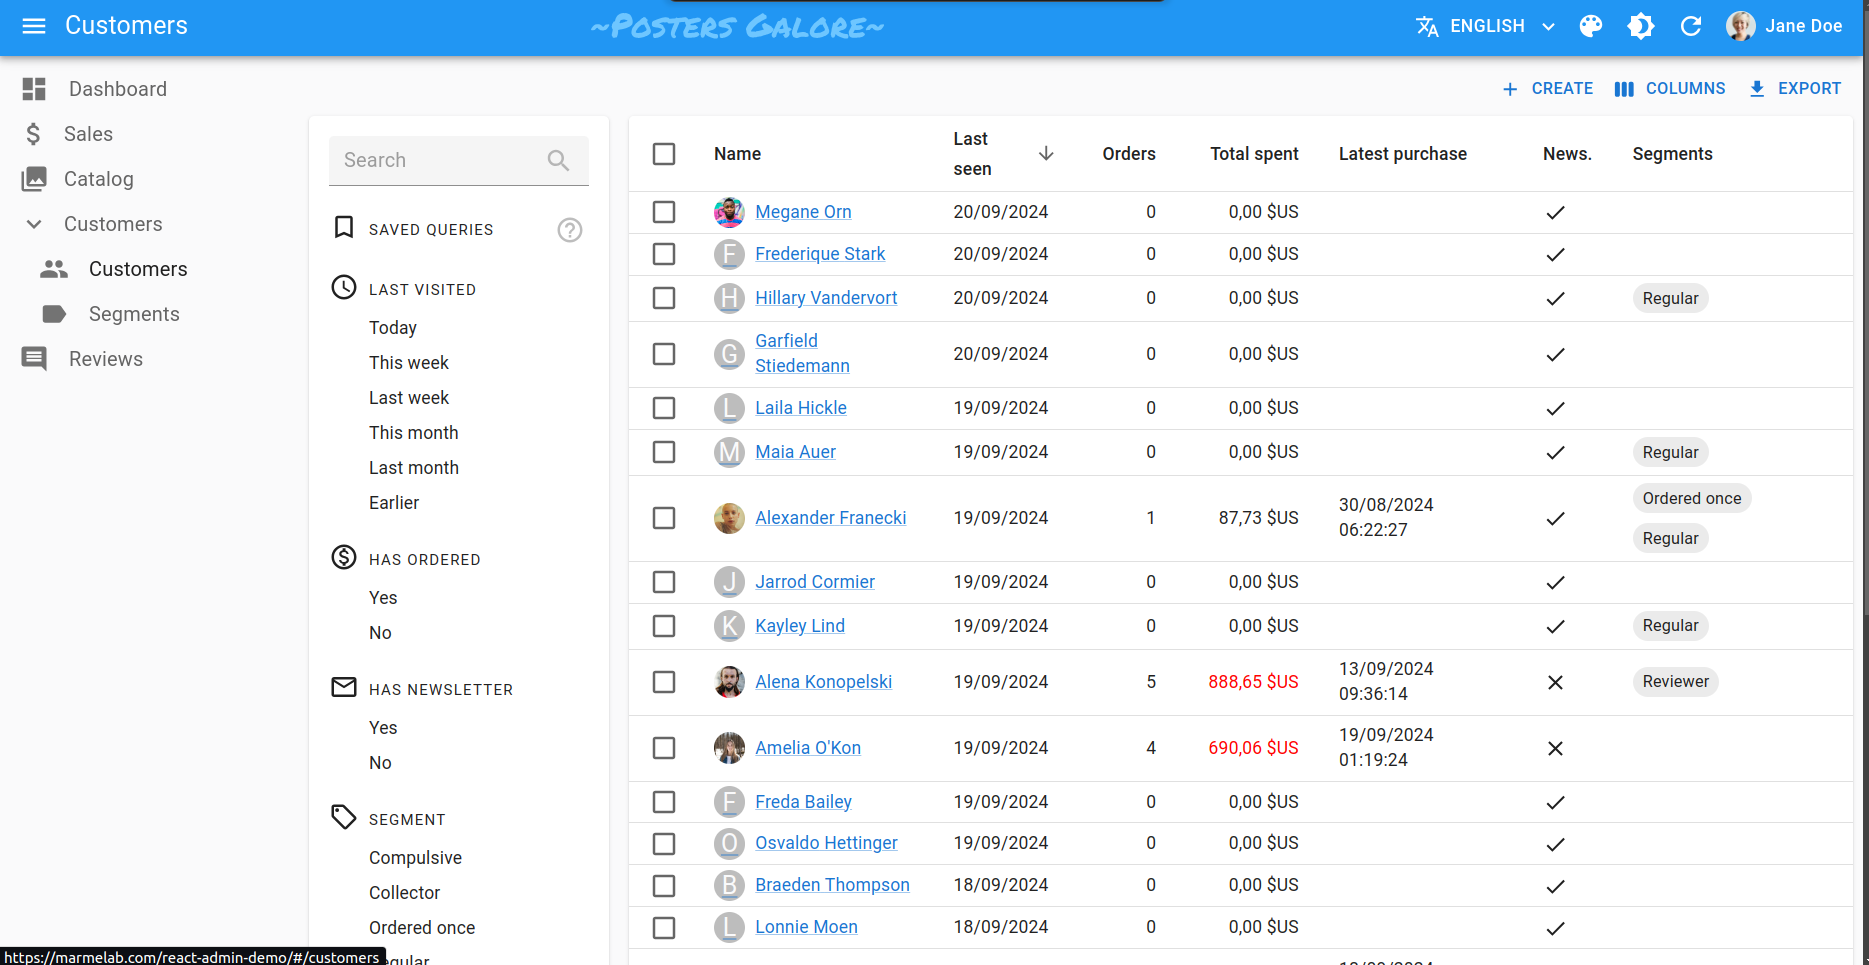 Customers
~Posters Galore~
ENGLISH
Jane Doe
Dashboard
Sales
Catalog
Customers
Customers
Segments
Reviews
CREATE
COLUMNS
EXPORT
Search
SAVED QUERIES
?
LAST VISITED
Today
This week
Last week
This month
Last month
Earlier
HAS ORDERED
Yes
No
HAS NEWSLETTER
Yes
No
SEGMENT
Compulsive
Collector
Ordered once
Name Last seen Orders Total spent Latest purchase News. Segments
Megane Orn 20/09/2024 0 0,00 $US
F Frederique Stark 20/09/2024 0 0,00 $US
H Hillary Vandervort 20/09/2024 0 0,00 $US Regular
G Garfield Stiedemann 20/09/2024 0 0,00 $US
L Laila Hickle 19/09/2024 0 0,00 $US
M Maia Auer 19/09/2024 0 0,00 $US Regular
Alexander Franecki 19/09/2024 1 87,73 $US 30/08/2024 06:22:27 Ordered once Regular
J Jarrod Cormier 19/09/2024 0 0,00 $US
K Kayley Lind 19/09/2024 0 0,00 $US Regular
Alena Konopelski 19/09/2024 5 888,65 $US 13/09/2024 09:36:14 Reviewer
Amelia O'Kon 19/09/2024 4 690,06 $US 19/09/2024 01:19:24
F Freda Bailey 19/09/2024 0 0,00 $US
O Osvaldo Hettinger 19/09/2024 0 0,00 $US
B Braeden Thompson 18/09/2024 0 0,00 $US
L Lonnie Moen 18/09/2024 0 0,00 $US
https://marmelab.com/react-admin-demo/#/customers